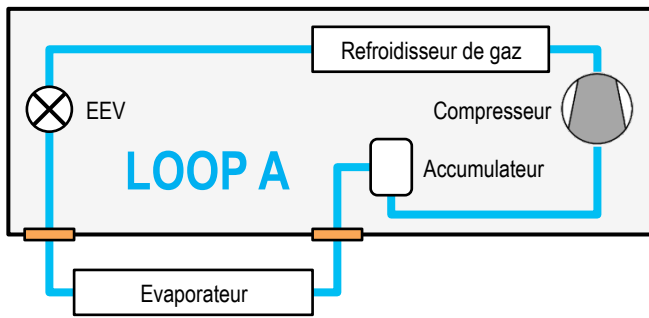 Refroidisseur de gaz
EEV
Compresseur
LOOP A
Accumulateur
Evaporateur